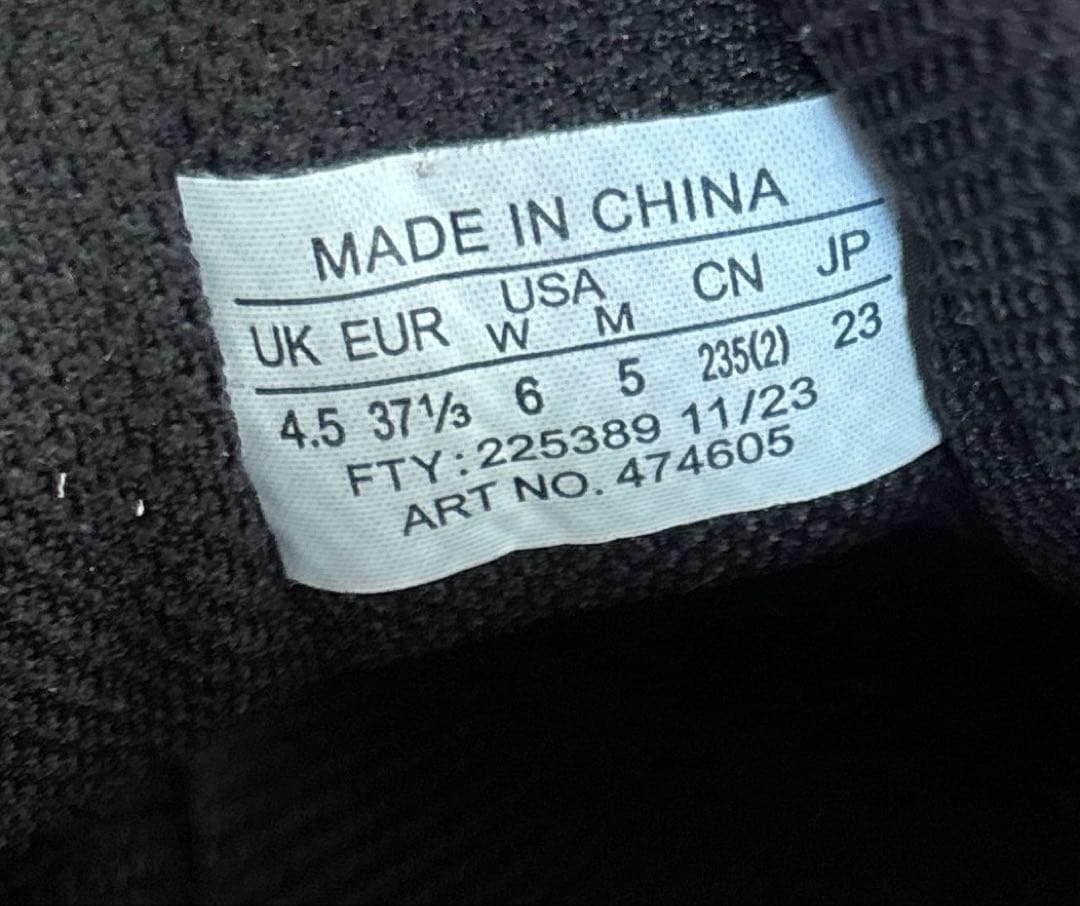 MADE IN CHINA
UK EUR USA W M CN JP
4.5 37⅓ 6 5 235(2) 23
FTY:225389 11/23
ART NO. 474605